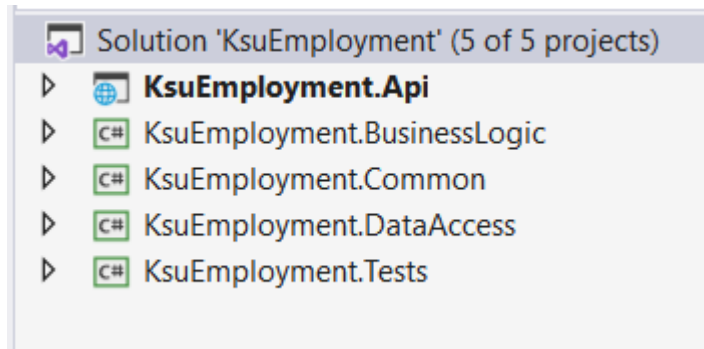 Solution 'KsuEmployment' (5 of 5 projects)
KsuEmployment.Api
C# KsuEmployment.BusinessLogic
C# KsuEmployment.Common
C# KsuEmployment.DataAccess
C# KsuEmployment.Tests